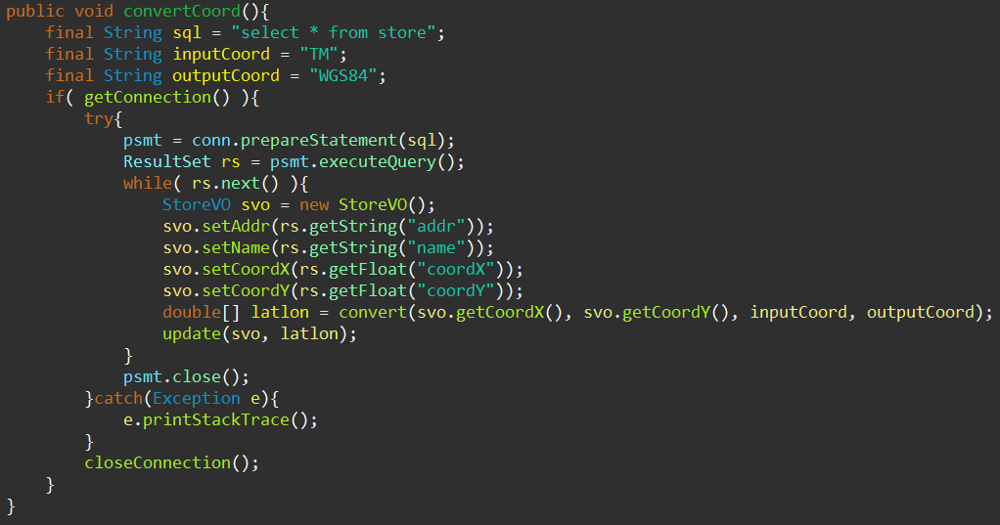 public void convertCoord(){
    final String sql = "select * from store";
    final String inputCoord = "TM";
    final String outputCoord = "WGS84";
    if( getConnection() ){
        try{
            psmt = conn.prepareStatement(sql);
            ResultSet rs = psmt.executeQuery();
            while( rs.next() ){
                StoreVO svo = new StoreVO();
                svo.setAddr(rs.getString("addr"));
                svo.setName(rs.getString("name"));
                svo.setCoordX(rs.getFloat("coordX"));
                svo.setCoordY(rs.getFloat("coordY"));
                double[] latlon = convert(svo.getCoordX(), svo.getCoordY(), inputCoord, outputCoord);
                update(svo, latlon);
            }
            psmt.close();
        }catch(Exception e){
            e.printStackTrace();
        }
        closeConnection();
    }
}